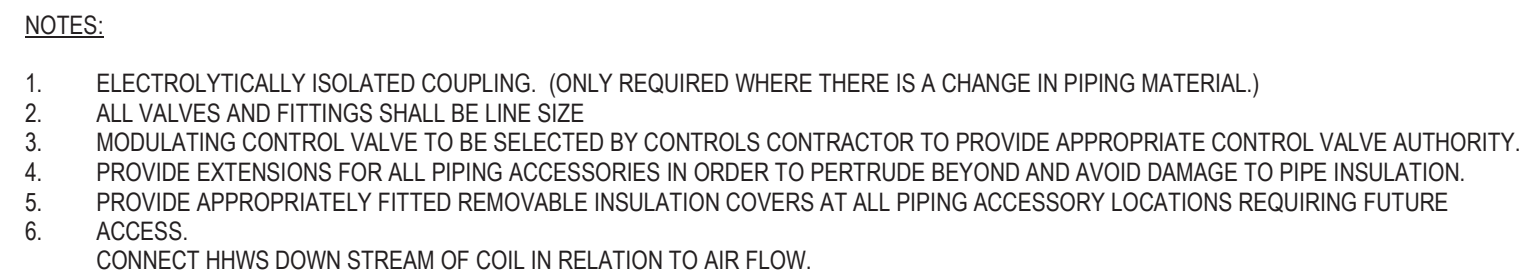 NOTES:
1. ELECTROLYTICALLY ISOLATED COUPLING. (ONLY REQUIRED WHERE THERE IS A CHANGE IN PIPING MATERIAL.)
2. ALL VALVES AND FITTINGS SHALL BE LINE SIZE
3. MODULATING CONTROL VALVE TO BE SELECTED BY CONTROLS CONTRACTOR TO PROVIDE APPROPRIATE CONTROL VALVE AUTHORITY.
4. PROVIDE EXTENSIONS FOR ALL PIPING ACCESSORIES IN ORDER TO PERTRUDE BEYOND AND AVOID DAMAGE TO PIPE INSULATION.
5. PROVIDE APPROPRIATELY FITTED REMOVABLE INSULATION COVERS AT ALL PIPING ACCESSORY LOCATIONS REQUIRING FUTURE
6. ACCESS.
CONNECT HHWS DOWN STREAM OF COIL IN RELATION TO AIR FLOW.